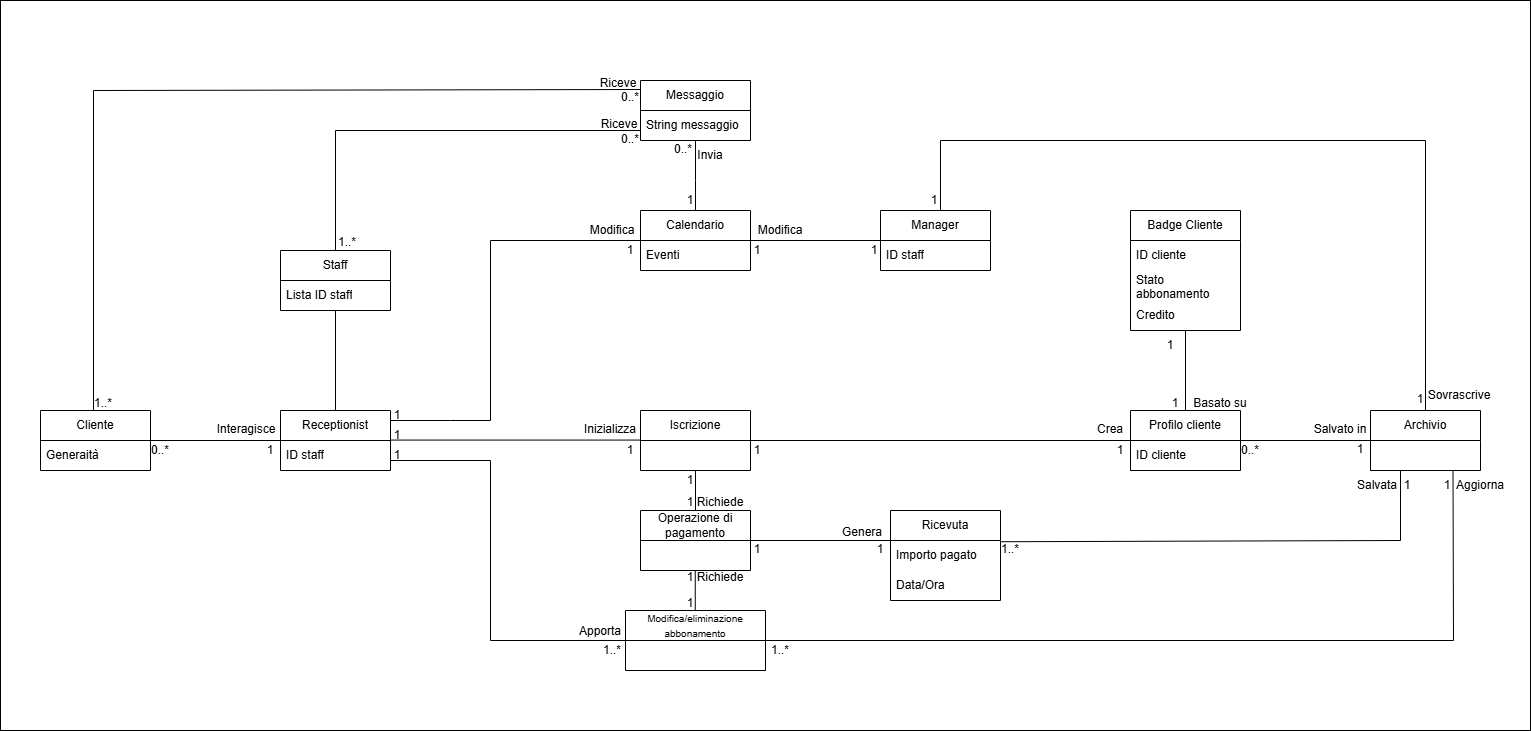 Riceve
Messaggio
0..*
String messaggio
Riceve
0..*
0..*
Invia
1
1
Modifica
Calendario
Modifica
Manager
Badge Cliente
1
Eventi
1
1
ID staff
ID cliente
Stato
abbonamento
Credito
1..*
Staff
Lista ID staff
1
1..*
1
Basato su
1
Sovrascrive
Cliente
Interagisce
Receptionist
1
1
Inizializza
Iscrizione
Crea
Profilo cliente
Salvato in
Archivio
Generaità
0..*
1
ID staff
1
1
1
1
ID cliente
0..*
1
1
Salvata
1
1
Aggiorna
1
Richiede
Operazione di
pagamento
Genera
Ricevuta
1
1
1..*
Importo pagato
1
Richiede
Data/Ora
1
Modifica/eliminazione
abbonamento
Apporta
1..*
1..*